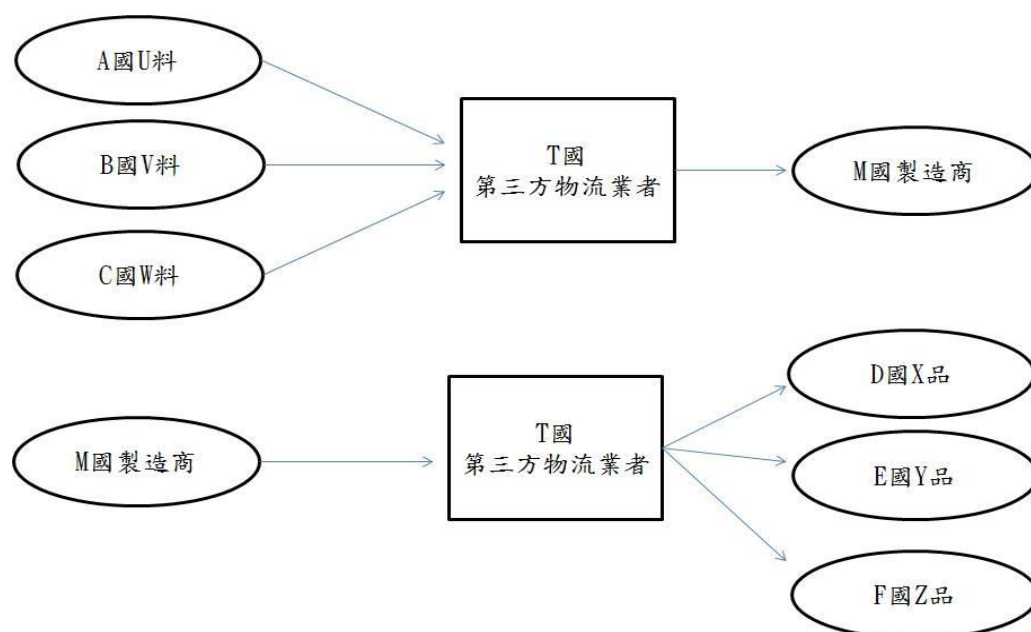 A國U料
B國V料
C國W料
T國
第三方物流業者
M國製造商
M國製造商
T國
第三方物流業者
D國X品
E國Y品
F國Z品